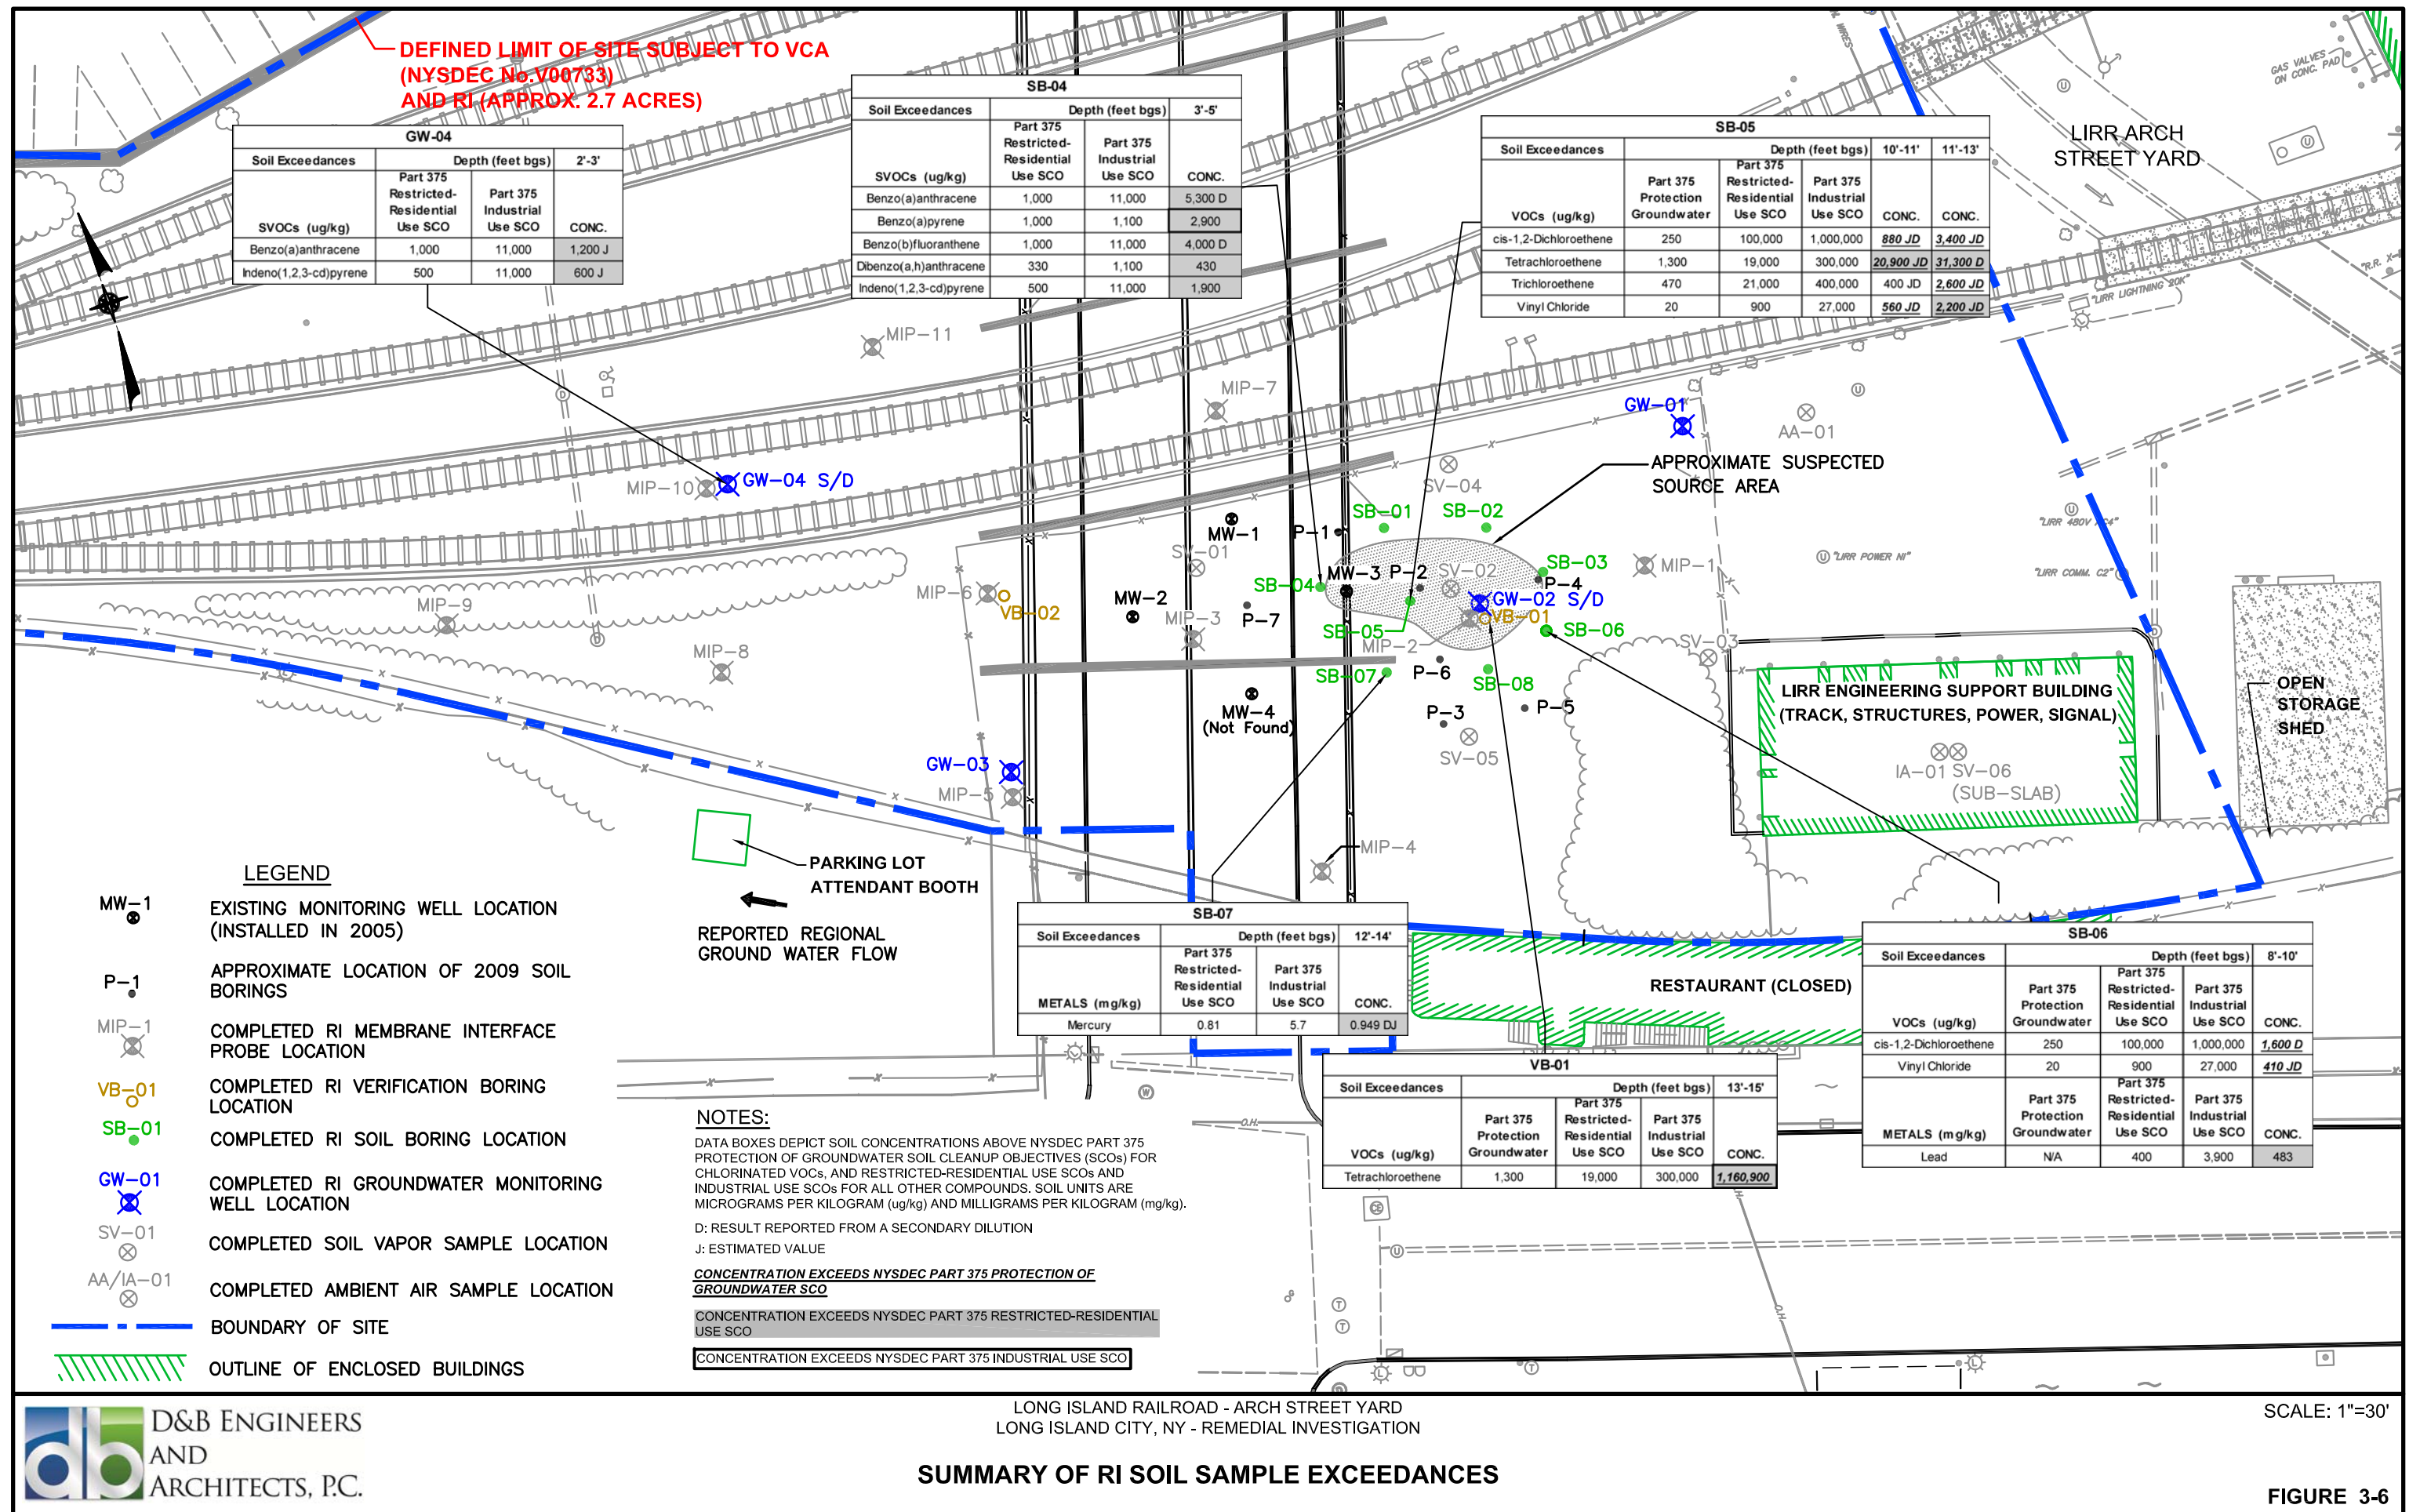 DEFINED LIMIT OF SITE SUBJECT TO VCA
(NYSDEC No.V00733)
AND RI (APPROX. 2.7 ACRES)
GW-04
Soil Exceedances Depth (feet bgs) 2'-3'
SVOCs (ug/kg) Part 375 Restricted-Residential Use SCO Part 375 Industrial Use SCO CONC.
Benzo(a)anthracene 1,000 11,000 1,200 J
Indeno(1,2,3-cd)pyrene 500 11,000 600 J
SB-04
Soil Exceedances Depth (feet bgs) 3'-5'
SVOCs (ug/kg) Part 375 Restricted-Residential Use SCO Part 375 Industrial Use SCO CONC.
Benzo(a)anthracene 1,000 11,000 5,300 D
Benzo(a)pyrene 1,000 1,100 2,900
Benzo(b)fluoranthene 1,000 11,000 4,000 D
Dibenzo(a,h)anthracene 330 1,100 430
Indeno(1,2,3-cd)pyrene 500 11,000 1,900
SB-05
Soil Exceedances Depth (feet bgs) 10'-11' 11'-13'
VOCs (ug/kg) Part 375 Protection Groundwater Part 375 Restricted-Residential Use SCO Part 375 Industrial Use SCO CONC. CONC.
cis-1,2-Dichloroethene 250 100,000 1,000,000 880 JD 3,400 JD
Tetrachloroethene 1,300 19,000 300,000 20,900 JD 31,300 D
Trichloroethene 470 21,000 400,000 400 JD 2,600 JD
Vinyl Chloride 20 900 27,000 560 JD 2,200 JD
WIRES
GAS VALVES
ON CONC. PAD
LIRR ARCH
STREET YARD
"LIRR LIGHTNING 20K"
"R.R. X-
MIP-11
MIP-7
GW-01
AA-01
APPROXIMATE SUSPECTED
SOURCE AREA
MIP-10
GW-04 S/D
SV-04
SB-01
SB-02
MW-1
P-1
SV-01
"LIRR POWER NI"
"LIRR COMM. C2"
SB-03
MIP-1
SB-04
MW-3
P-2
SV-02
P-4
MIP-6
VB-02
MW-2
MIP-3
P-7
GW-02 S/D
VB-01
SB-05
SB-06
MIP-2
MIP-9
MIP-8
SV-03
SB-07
P-6
SB-08
MW-4
(Not Found)
P-3
P-5
SV-05
LIRR ENGINEERING SUPPORT BUILDING
(TRACK, STRUCTURES, POWER, SIGNAL)
IA-01 SV-06
(SUB-SLAB)
OPEN
STORAGE
SHED
GW-03
MIP-5
MIP-4
PARKING LOT
ATTENDANT BOOTH
REPORTED REGIONAL
GROUND WATER FLOW
RESTAURANT (CLOSED)
SB-07
Soil Exceedances Depth (feet bgs) 12'-14'
METALS (mg/kg) Part 375 Restricted-Residential Use SCO Part 375 Industrial Use SCO CONC.
Mercury 0.81 5.7 0.949 DJ
VB-01
Soil Exceedances Depth (feet bgs) 13'-15'
VOCs (ug/kg) Part 375 Protection Groundwater Part 375 Restricted-Residential Use SCO Part 375 Industrial Use SCO CONC.
Tetrachloroethene 1,300 19,000 300,000 1,160,900
SB-06
Soil Exceedances Depth (feet bgs) 8'-10'
VOCs (ug/kg) Part 375 Protection Groundwater Part 375 Restricted-Residential Use SCO Part 375 Industrial Use SCO CONC.
cis-1,2-Dichloroethene 250 100,000 1,000,000 1,600 D
Vinyl Chloride 20 900 27,000 410 JD
METALS (mg/kg) Part 375 Protection Groundwater Part 375 Restricted-Residential Use SCO Part 375 Industrial Use SCO CONC.
Lead N/A 400 3,900 483
LEGEND
MW-1 EXISTING MONITORING WELL LOCATION
(INSTALLED IN 2005)
P-1 APPROXIMATE LOCATION OF 2009 SOIL
BORINGS
MIP-1 COMPLETED RI MEMBRANE INTERFACE
PROBE LOCATION
VB-01 COMPLETED RI VERIFICATION BORING
LOCATION
SB-01 COMPLETED RI SOIL BORING LOCATION
GW-01 COMPLETED RI GROUNDWATER MONITORING
WELL LOCATION
SV-01 COMPLETED SOIL VAPOR SAMPLE LOCATION
AA/IA-01 COMPLETED AMBIENT AIR SAMPLE LOCATION
BOUNDARY OF SITE
OUTLINE OF ENCLOSED BUILDINGS
NOTES:
DATA BOXES DEPICT SOIL CONCENTRATIONS ABOVE NYSDEC PART 375
PROTECTION OF GROUNDWATER SOIL CLEANUP OBJECTIVES (SCOs) FOR
CHLORINATED VOCs, AND RESTRICTED-RESIDENTIAL USE SCOs AND
INDUSTRIAL USE SCOs FOR ALL OTHER COMPOUNDS. SOIL UNITS ARE
MICROGRAMS PER KILOGRAM (ug/kg) AND MILLIGRAMS PER KILOGRAM (mg/kg).
D: RESULT REPORTED FROM A SECONDARY DILUTION
J: ESTIMATED VALUE
CONCENTRATION EXCEEDS NYSDEC PART 375 PROTECTION OF
GROUNDWATER SCO
CONCENTRATION EXCEEDS NYSDEC PART 375 RESTRICTED-RESIDENTIAL
USE SCO
CONCENTRATION EXCEEDS NYSDEC PART 375 INDUSTRIAL USE SCO
O.H.
O.H.
db
D&B ENGINEERS
AND
ARCHITECTS, P.C.
LONG ISLAND RAILROAD - ARCH STREET YARD
LONG ISLAND CITY, NY - REMEDIAL INVESTIGATION
SUMMARY OF RI SOIL SAMPLE EXCEEDANCES
SCALE: 1"=30'
FIGURE 3-6